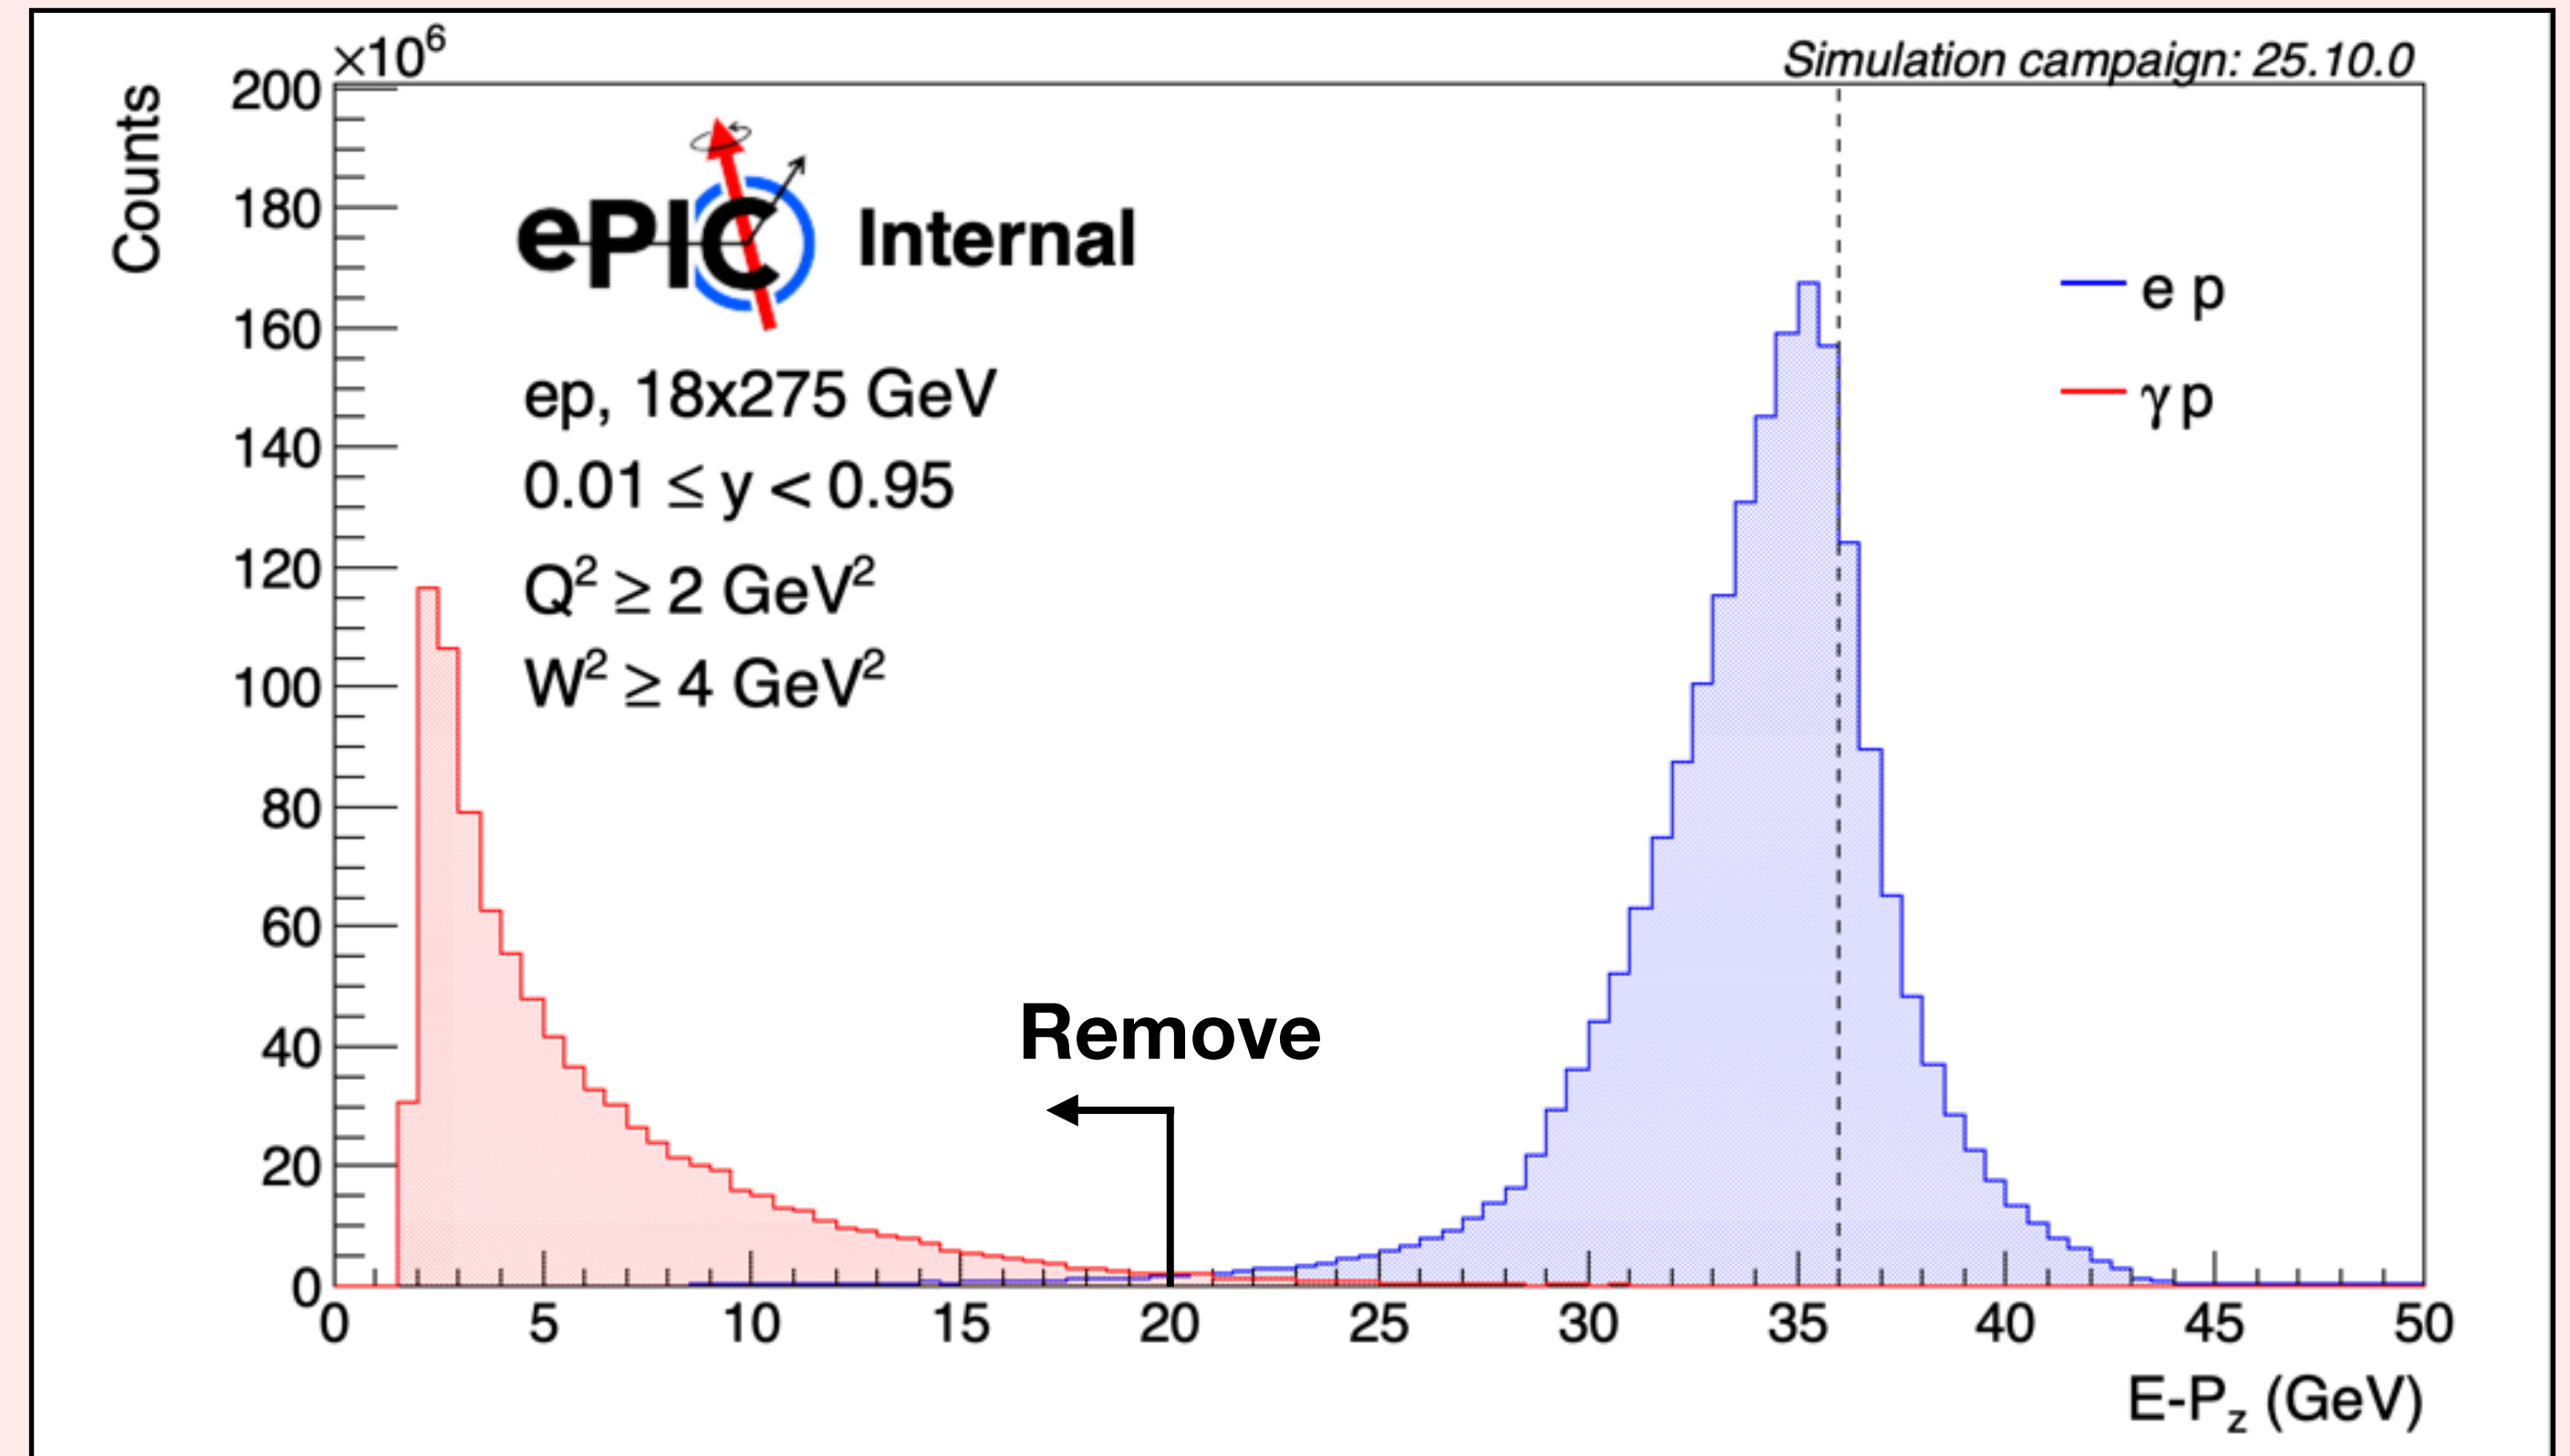 ×10⁶
Simulation campaign: 25.10.0
Counts
200
180
160
140
120
100
80
60
40
20
0
ePIC Internal
ep, 18x275 GeV
0.01 ≤ y < 0.95
Q² ≥ 2 GeV²
W² ≥ 4 GeV²
e p
γ p
Remove
0 5 10 15 20 25 30 35 40 45 50
E-P_z (GeV)